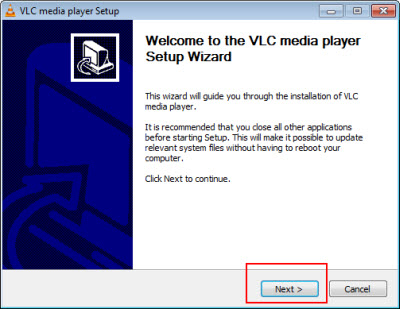 VLC media player Setup
Welcome to the VLC media player
Setup Wizard
This wizard will guide you through the installation of VLC
media player.
It is recommended that you close all other applications
before starting Setup. This will make it possible to update
relevant system files without having to reboot your
computer.
Click Next to continue.
Next >
Cancel